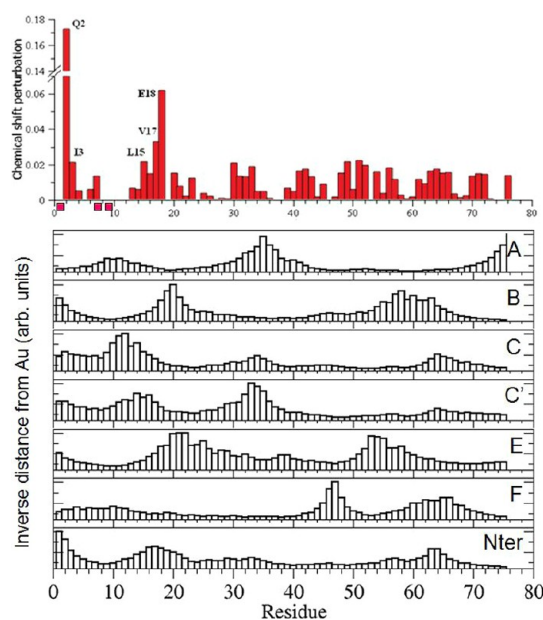 0.18
Q2
0.16
0.14
Chemical shift perturbation
E18
0.04
V17
I3
L15
0.02
0
0 10 20 30 40 50 60 70 80
Inverse distance from Au (arb. units)
A
B
C
C'
E
F
Nter
0 10 20 30 40 50 60 70 80
Residue